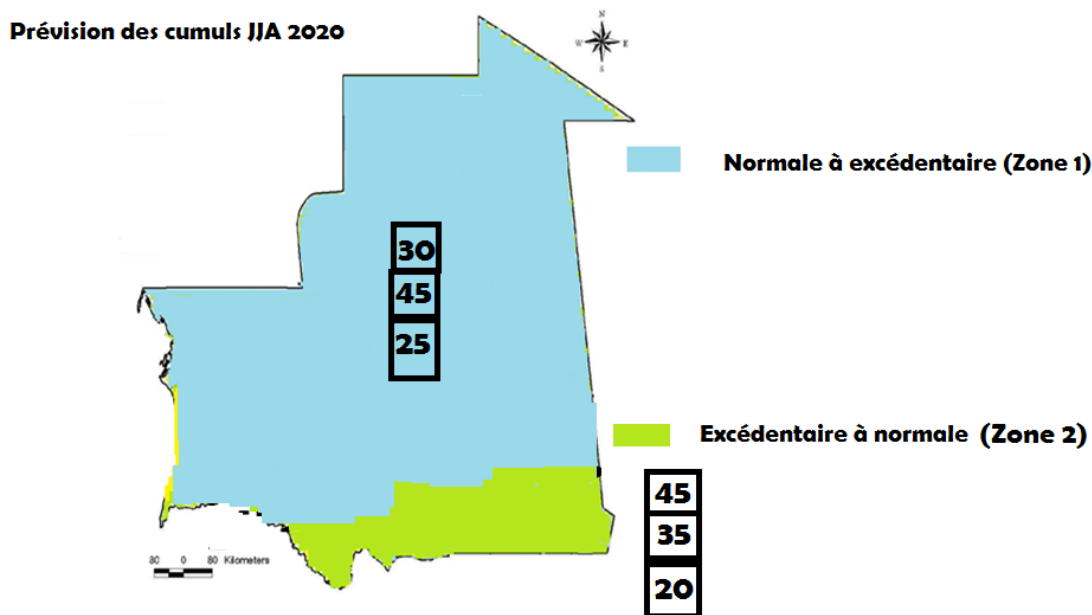 Prévision des cumuls JJA 2020
N
W E
S
Normale à excédentaire (Zone 1)
30
45
25
Excédentaire à normale (Zone 2)
45
35
20
80 0 80 Kilometers